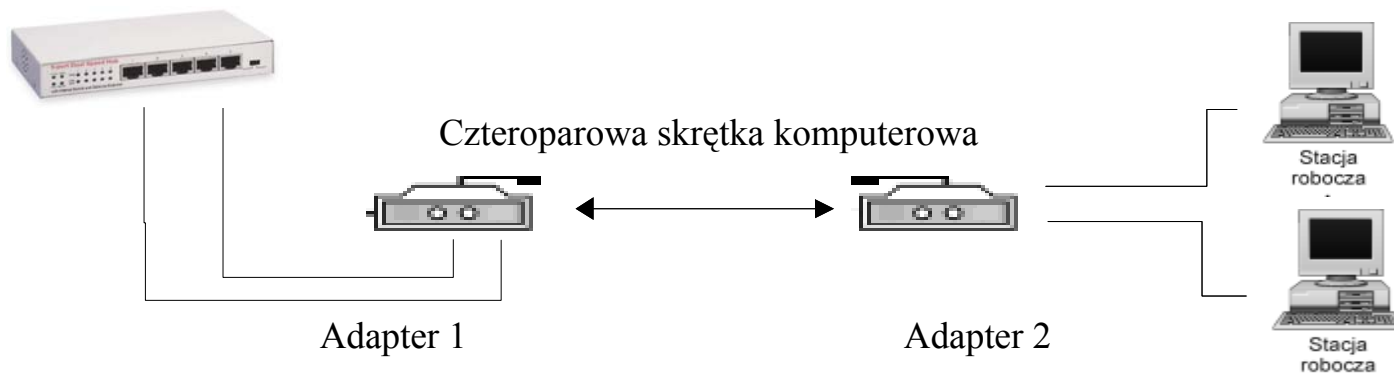 Czteroparowa skrętka komputerowa
Stacja
robocza
Stacja
robocza
Adapter 1
Adapter 2